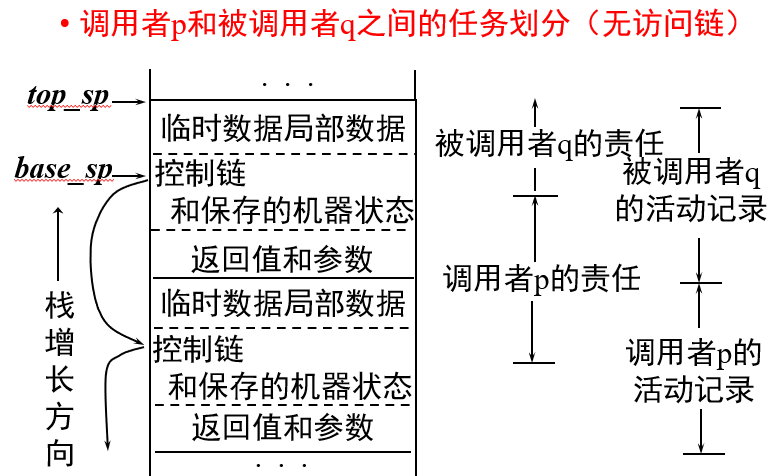 • 调用者p和被调用者q之间的任务划分（无访问链）
. . .
top_sp
临时数据局部数据
base_sp
控制链
和保存的机器状态
返回值和参数
临时数据局部数据
控制链
和保存的机器状态
返回值和参数
. . .
栈增长方向
被调用者q的责任
调用者p的责任
被调用者q
的活动记录
调用者p的
活动记录